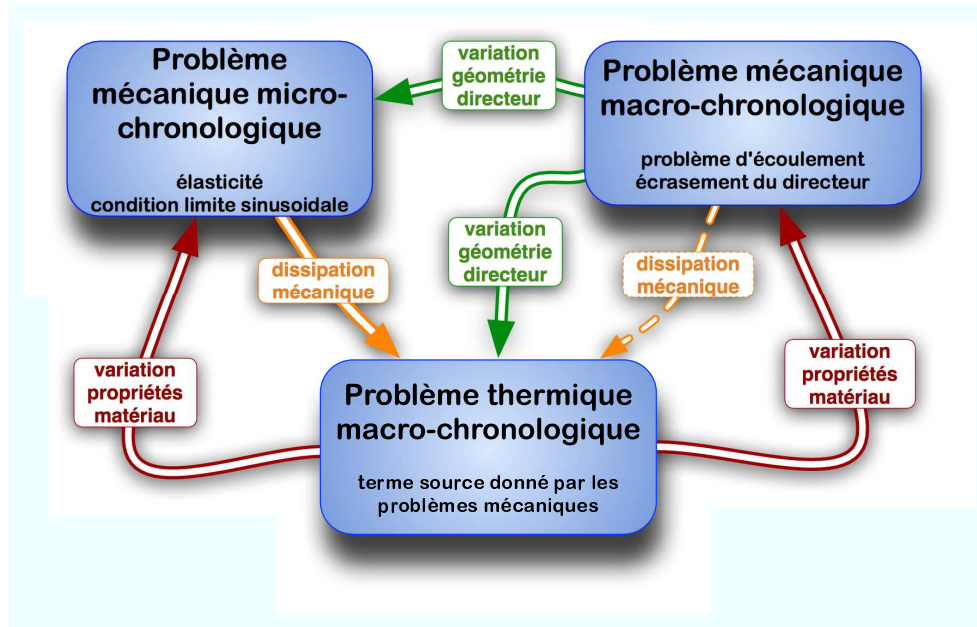 Problème
mécanique micro-
chronologique
élasticité
condition limite sinusoidale
variation
géométrie
directeur
Problème mécanique
macro-chronologique
problème d'écoulement
écrasement du directeur
variation
géométrie
directeur
dissipation
mécanique
dissipation
mécanique
variation
propriétés
matériau
variation
propriétés
matériau
Problème thermique
macro-chronologique
terme source donné par les
problèmes mécaniques